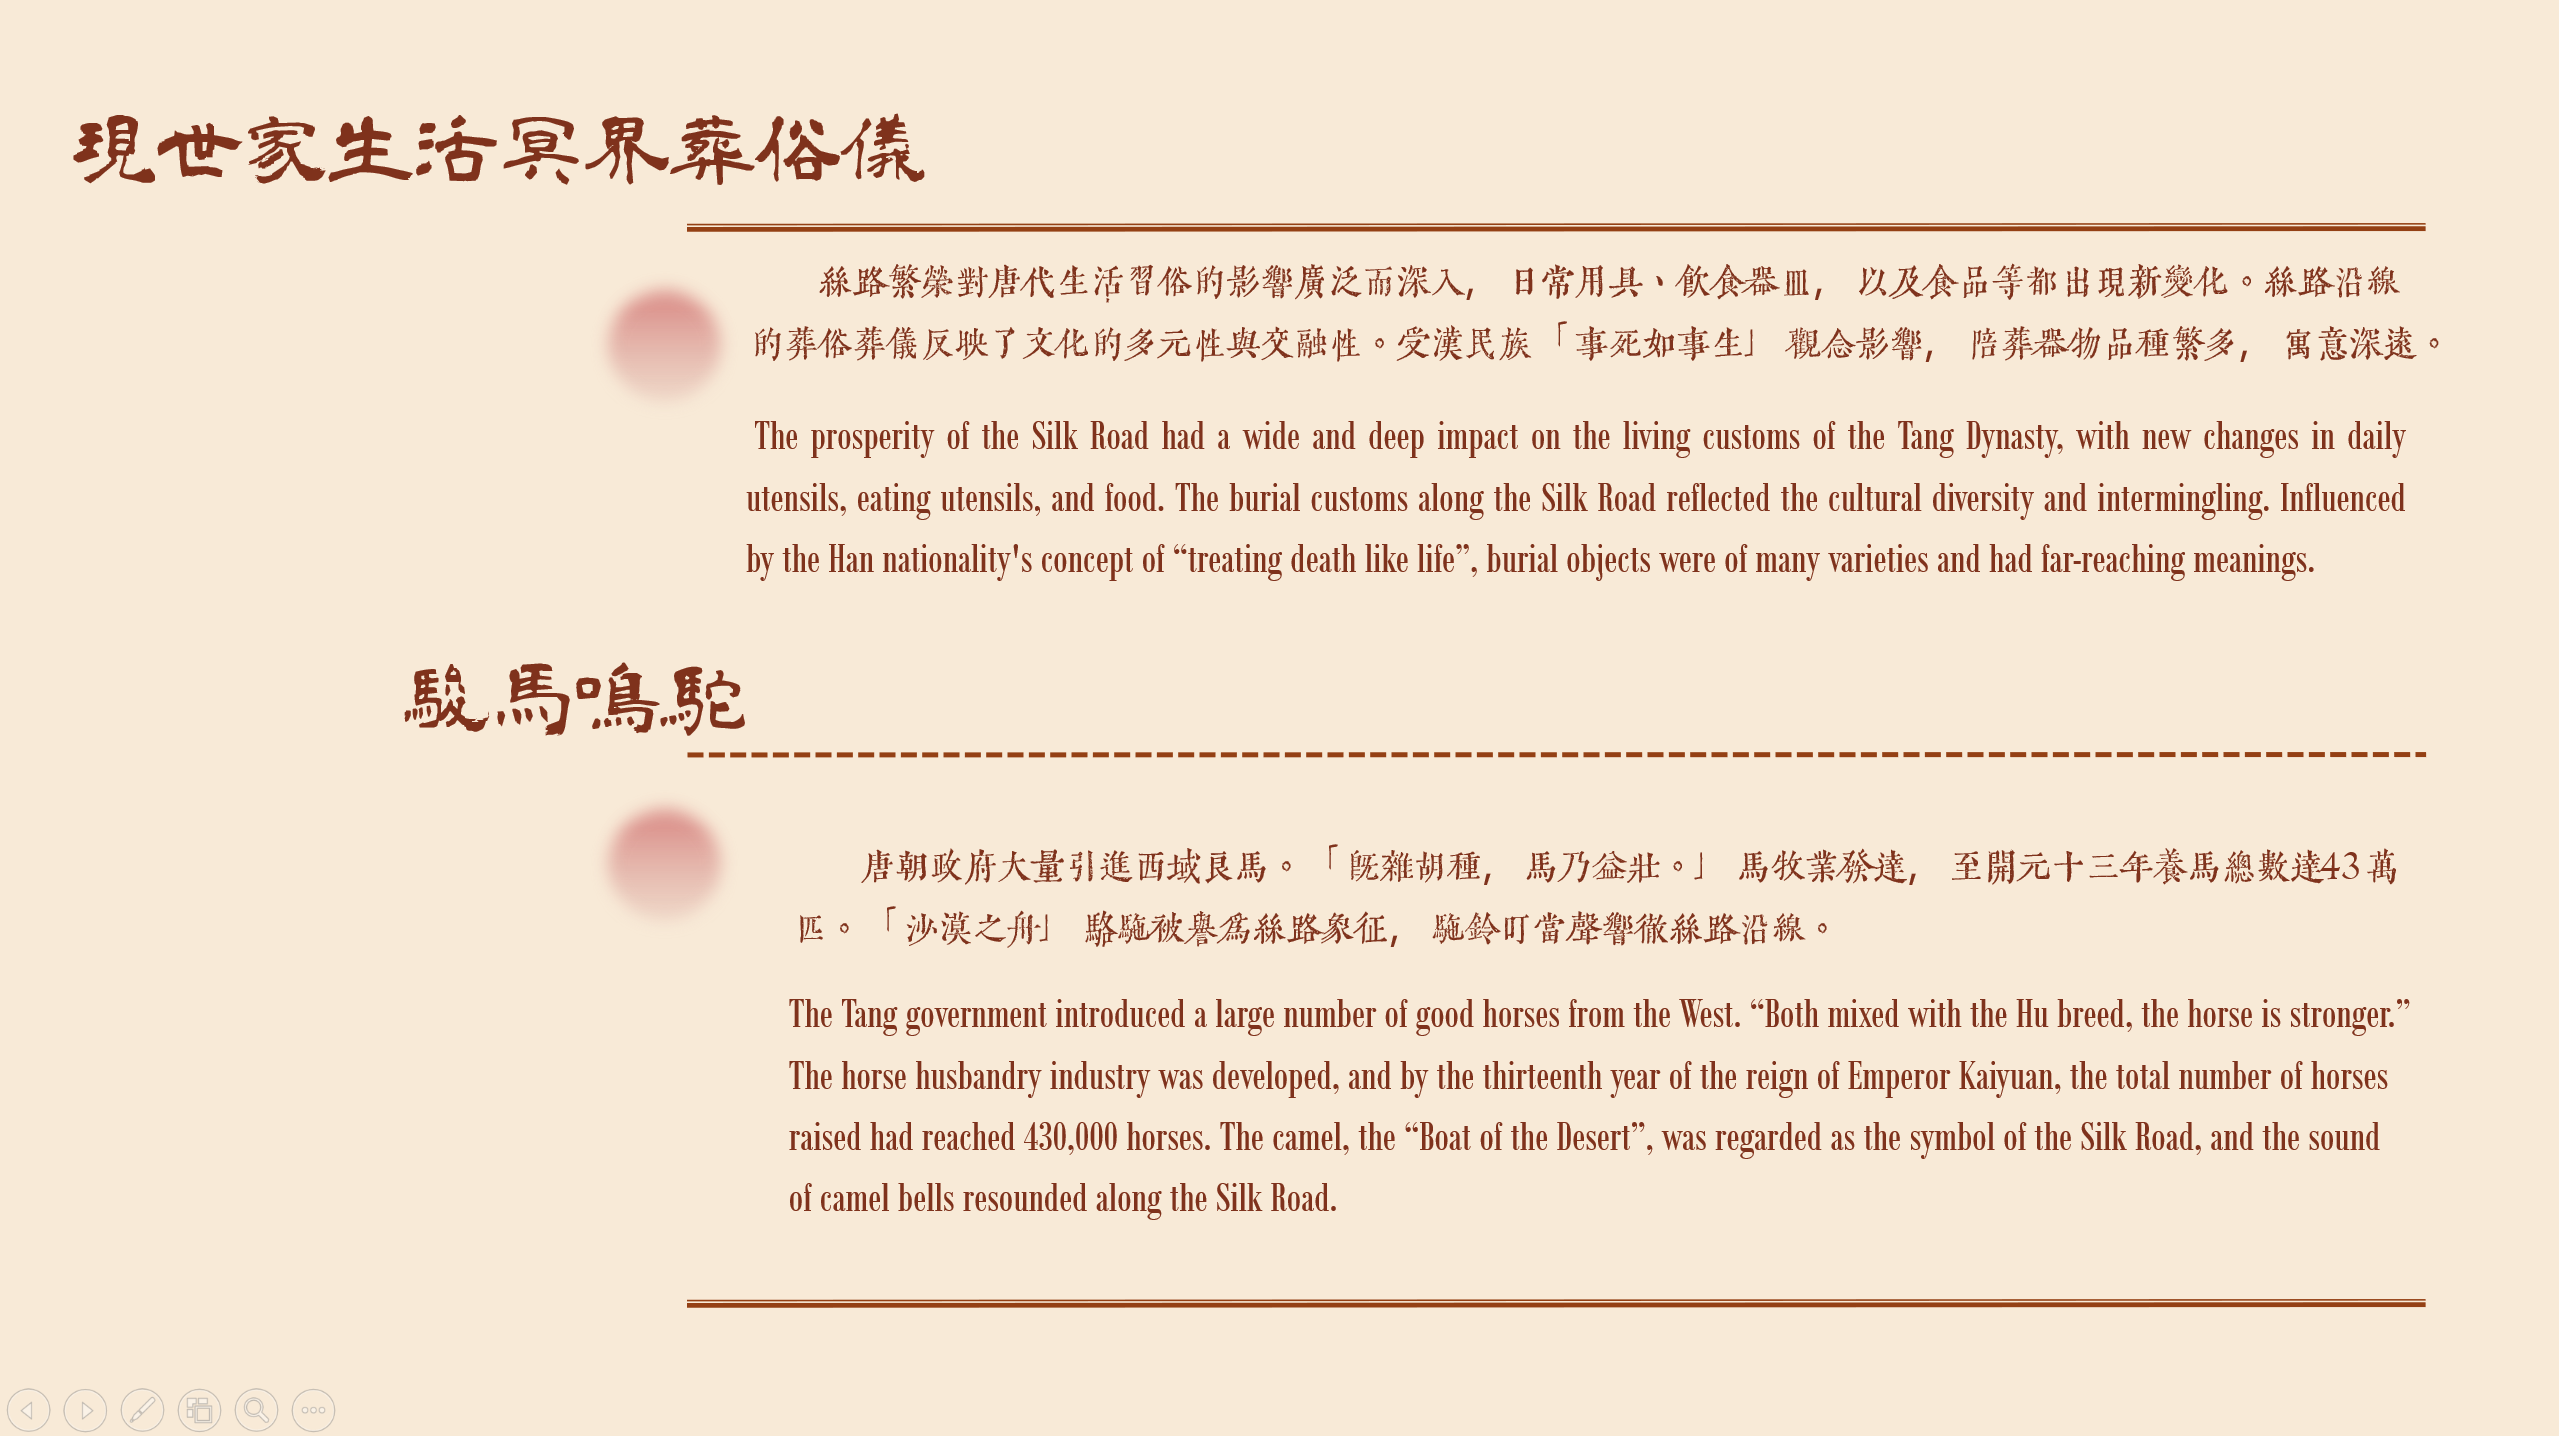 現世家生活冥界葬俗儀
絲路繁榮對唐代生活習俗的影響廣泛而深入, 日常用具、飲食器皿, 以及食品等都出現新變化。絲路沿線
的葬俗葬儀反映了文化的多元性與交融性。受漢民族「事死如事生」觀念影響, 陪葬器物品種繁多, 寓意深遠。
The prosperity of the Silk Road had a wide and deep impact on the living customs of the Tang Dynasty, with new changes in daily
utensils, eating utensils, and food. The burial customs along the Silk Road reflected the cultural diversity and intermingling. Influenced
by the Han nationality's concept of “treating death like life”, burial objects were of many varieties and had far-reaching meanings.
駿馬鳴駝
唐朝政府大量引進西域良馬。「既雜胡種, 馬乃益壯。」馬牧業發達, 至開元十三年養馬總數達43萬
匹。「沙漠之舟」駱駝被譽爲絲路象征, 駝鈴叮當聲響徹絲路沿線。
The Tang government introduced a large number of good horses from the West. “Both mixed with the Hu breed, the horse is stronger.”
The horse husbandry industry was developed, and by the thirteenth year of the reign of Emperor Kaiyuan, the total number of horses
raised had reached 430,000 horses. The camel, the “Boat of the Desert”, was regarded as the symbol of the Silk Road, and the sound
of camel bells resounded along the Silk Road.